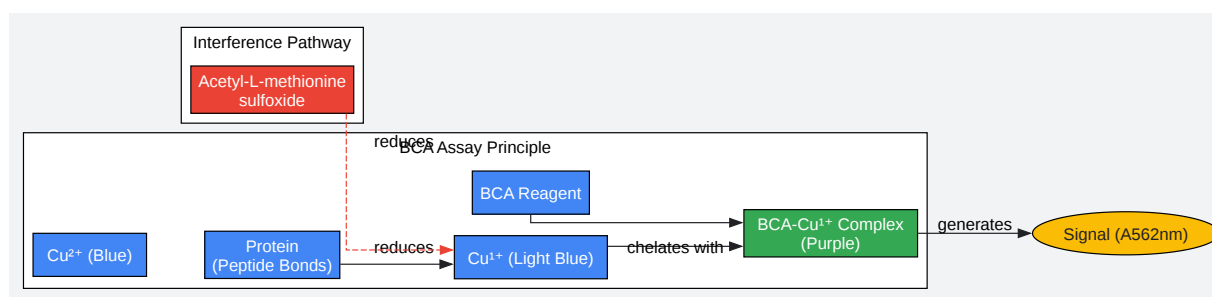 Interference Pathway
Acetyl-L-methionine
sulfoxide
reduces
BCA Assay Principle
BCA Reagent
BCA-Cu¹⁺ Complex
(Purple)
generates
Signal (A562nm)
Cu²⁺ (Blue)
Protein
(Peptide Bonds)
reduces
Cu¹⁺ (Light Blue)
chelates with